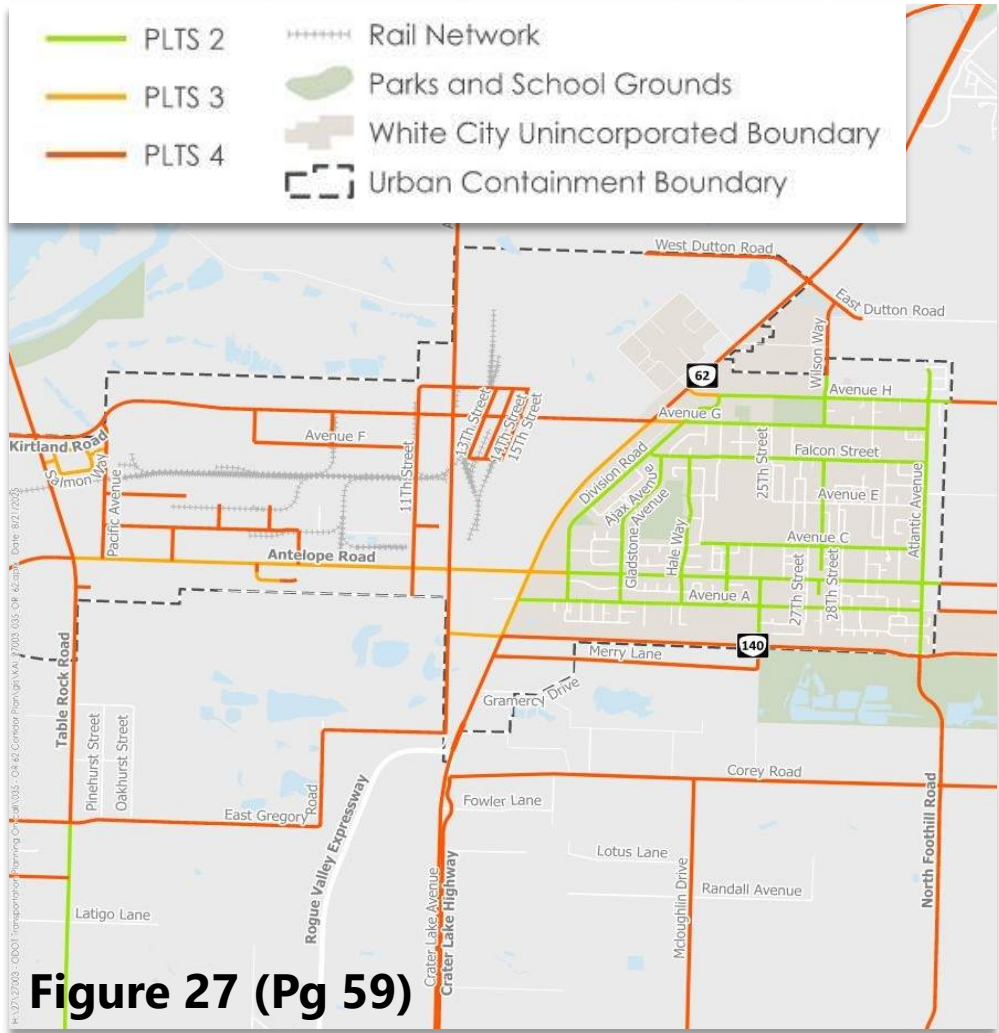 PLTS 2
PLTS 3
PLTS 4
Rail Network
Parks and School Grounds
White City Unincorporated Boundary
Urban Containment Boundary
West Dutton Road
East Dutton Road
Wilson Way
62
Avenue H
Avenue G
13Th Street
14Th Street
15Th Street
Kirtland Road
Avenue F
11Th Street
Division Road
25Th Street
Falcon Street
Salmon Way
Pacific Avenue
Ajax Avenue
Gladstone Avenue
Hale Way
Avenue E
Atlantic Avenue
Avenue C
Antelope Road
27Th Street
28Th Street
Avenue A
140
Merry Lane
Table Rock Road
Gramercy Drive
Pinehurst Street
Oakhurst Street
Corey Road
East Gregory Road
Fowler Lane
Rogue Valley Expressway
Lotus Lane
Crater Lake Avenue
Crater Lake Highway
Mcloughlin Drive
Randall Avenue
North Foothill Road
Latigo Lane
Figure 27 (Pg 59)